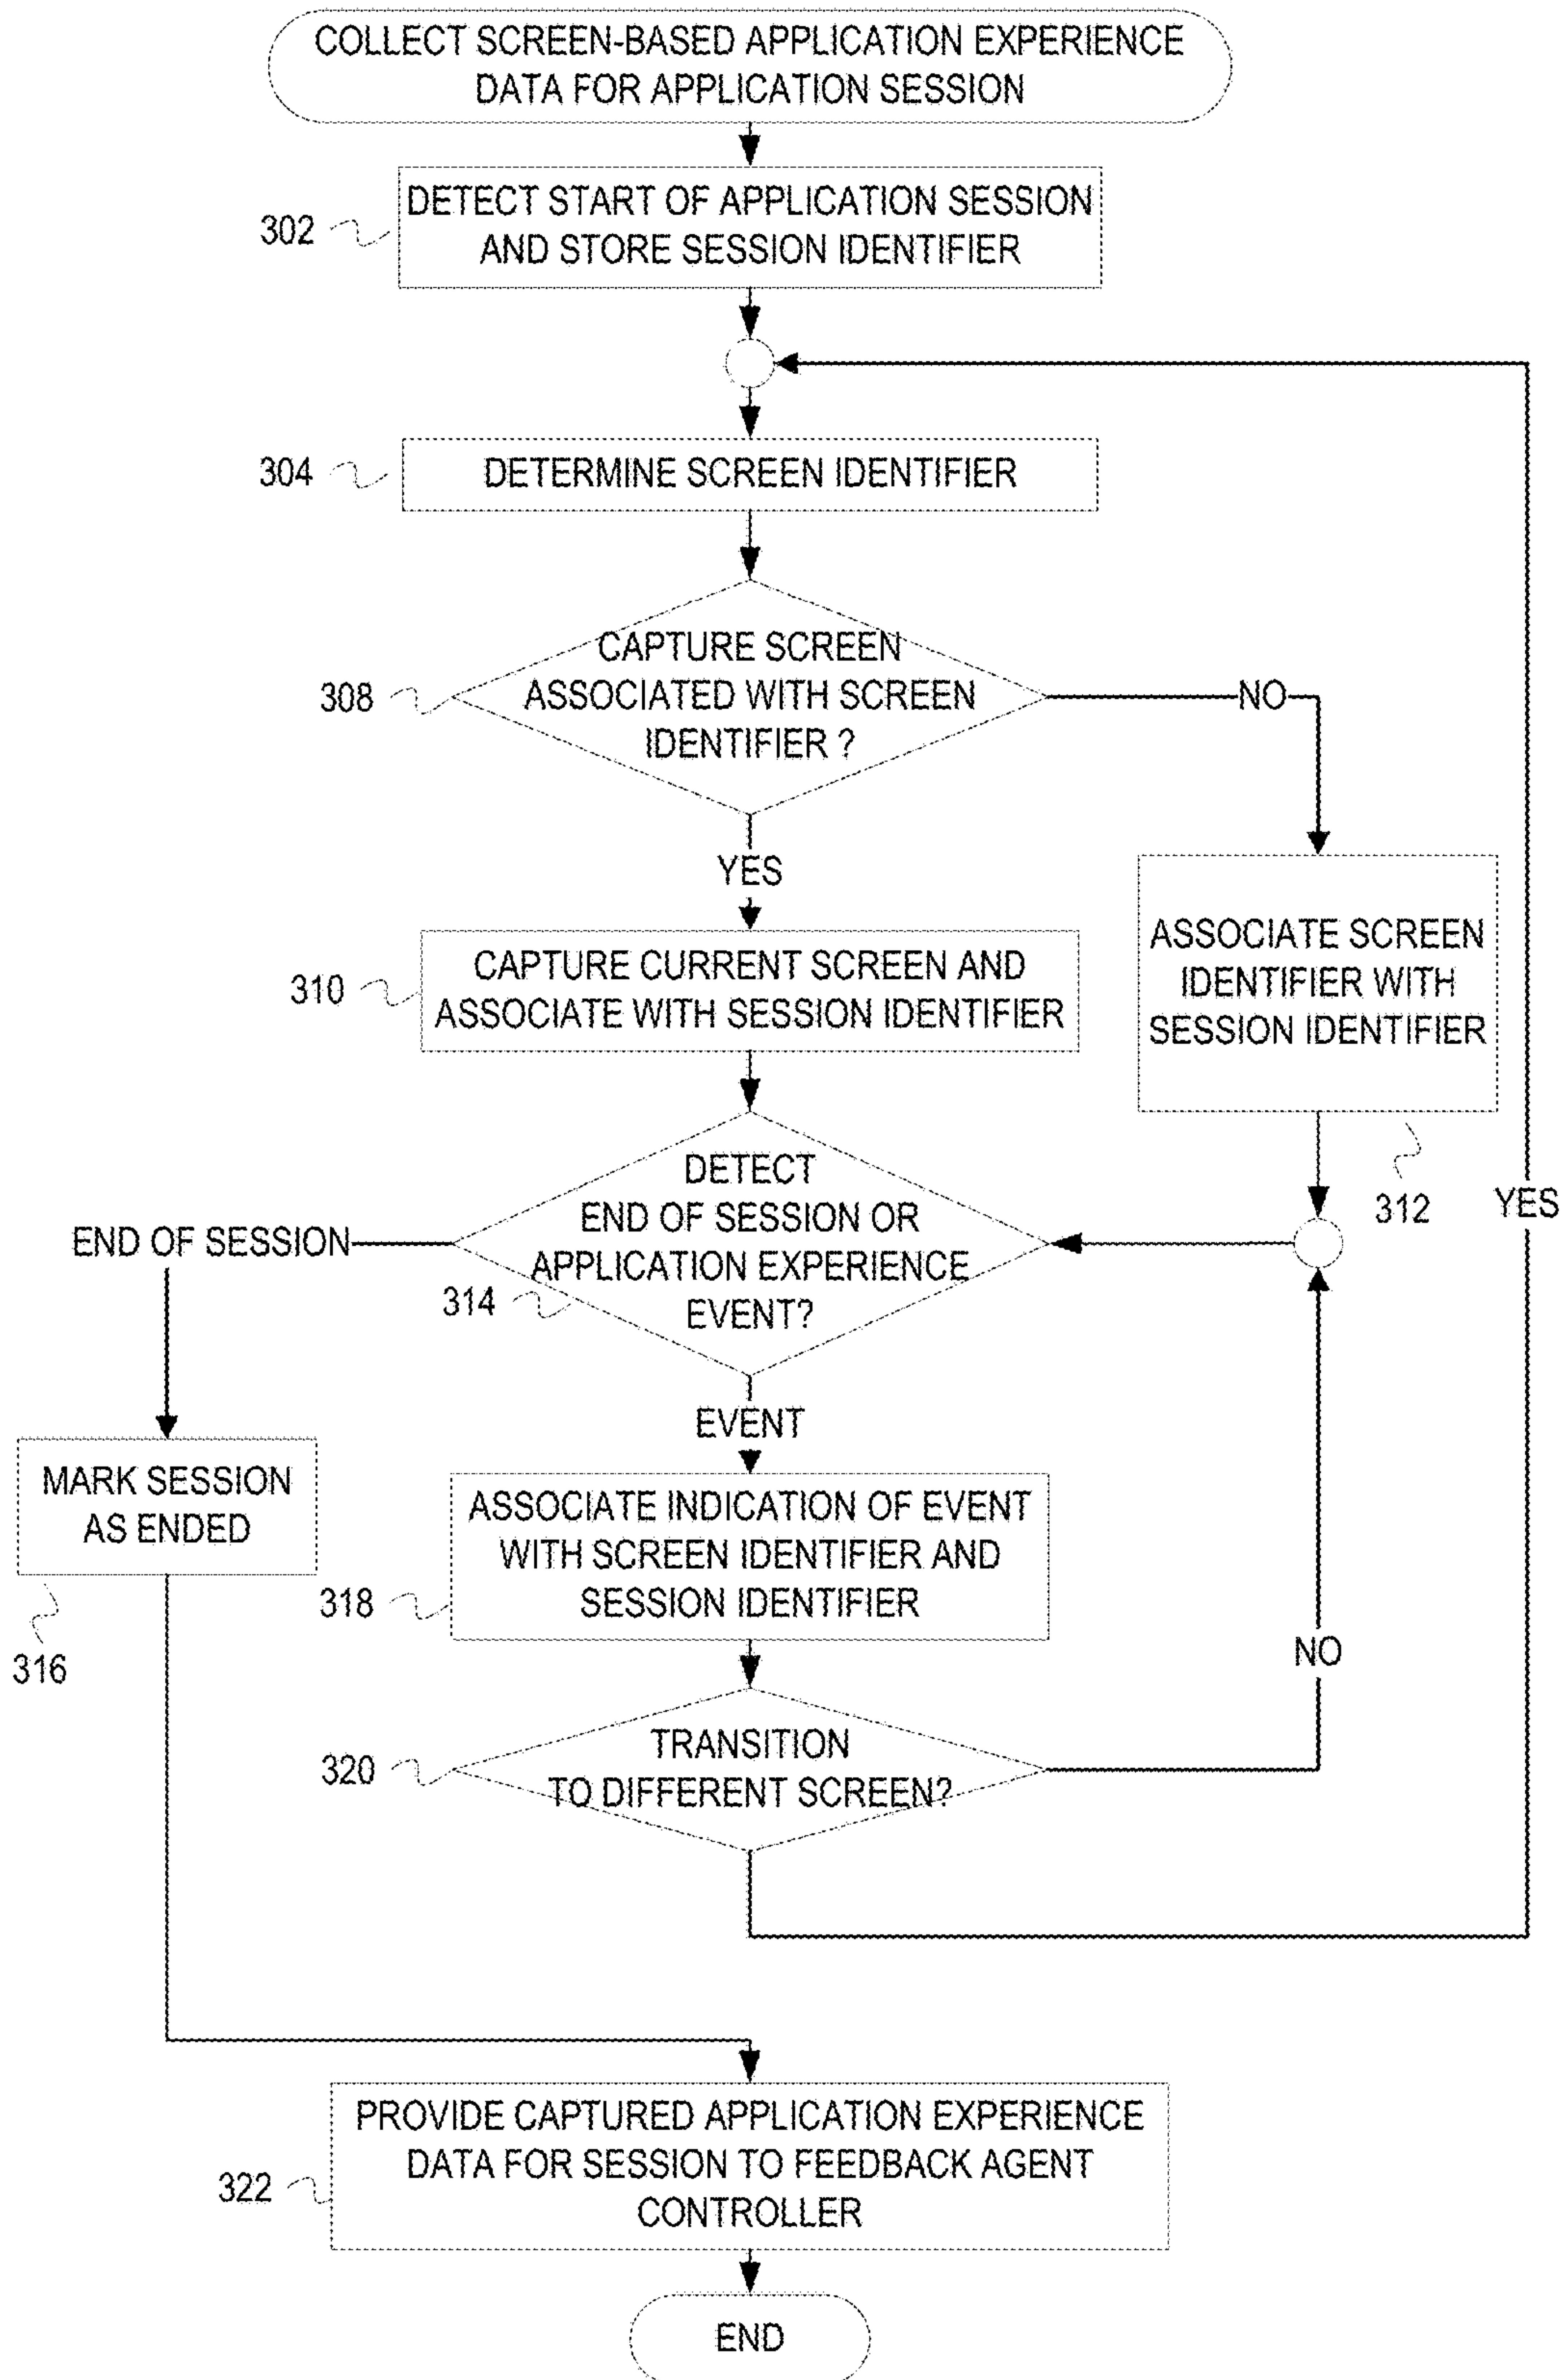 COLLECT SCREEN-BASED APPLICATION EXPERIENCE
DATA FOR APPLICATION SESSION
302
DETECT START OF APPLICATION SESSION
AND STORE SESSION IDENTIFIER
304
DETERMINE SCREEN IDENTIFIER
308
CAPTURE SCREEN
ASSOCIATED WITH SCREEN
IDENTIFIER ?
NO
YES
310
CAPTURE CURRENT SCREEN AND
ASSOCIATE WITH SESSION IDENTIFIER
ASSOCIATE SCREEN
IDENTIFIER WITH
SESSION IDENTIFIER
312
YES
DETECT
END OF SESSION OR
APPLICATION EXPERIENCE
EVENT?
314
END OF SESSION
EVENT
MARK SESSION
AS ENDED
316
ASSOCIATE INDICATION OF EVENT
WITH SCREEN IDENTIFIER AND
SESSION IDENTIFIER
318
NO
320
TRANSITION
TO DIFFERENT SCREEN?
PROVIDE CAPTURED APPLICATION EXPERIENCE
DATA FOR SESSION TO FEEDBACK AGENT
CONTROLLER
322
END